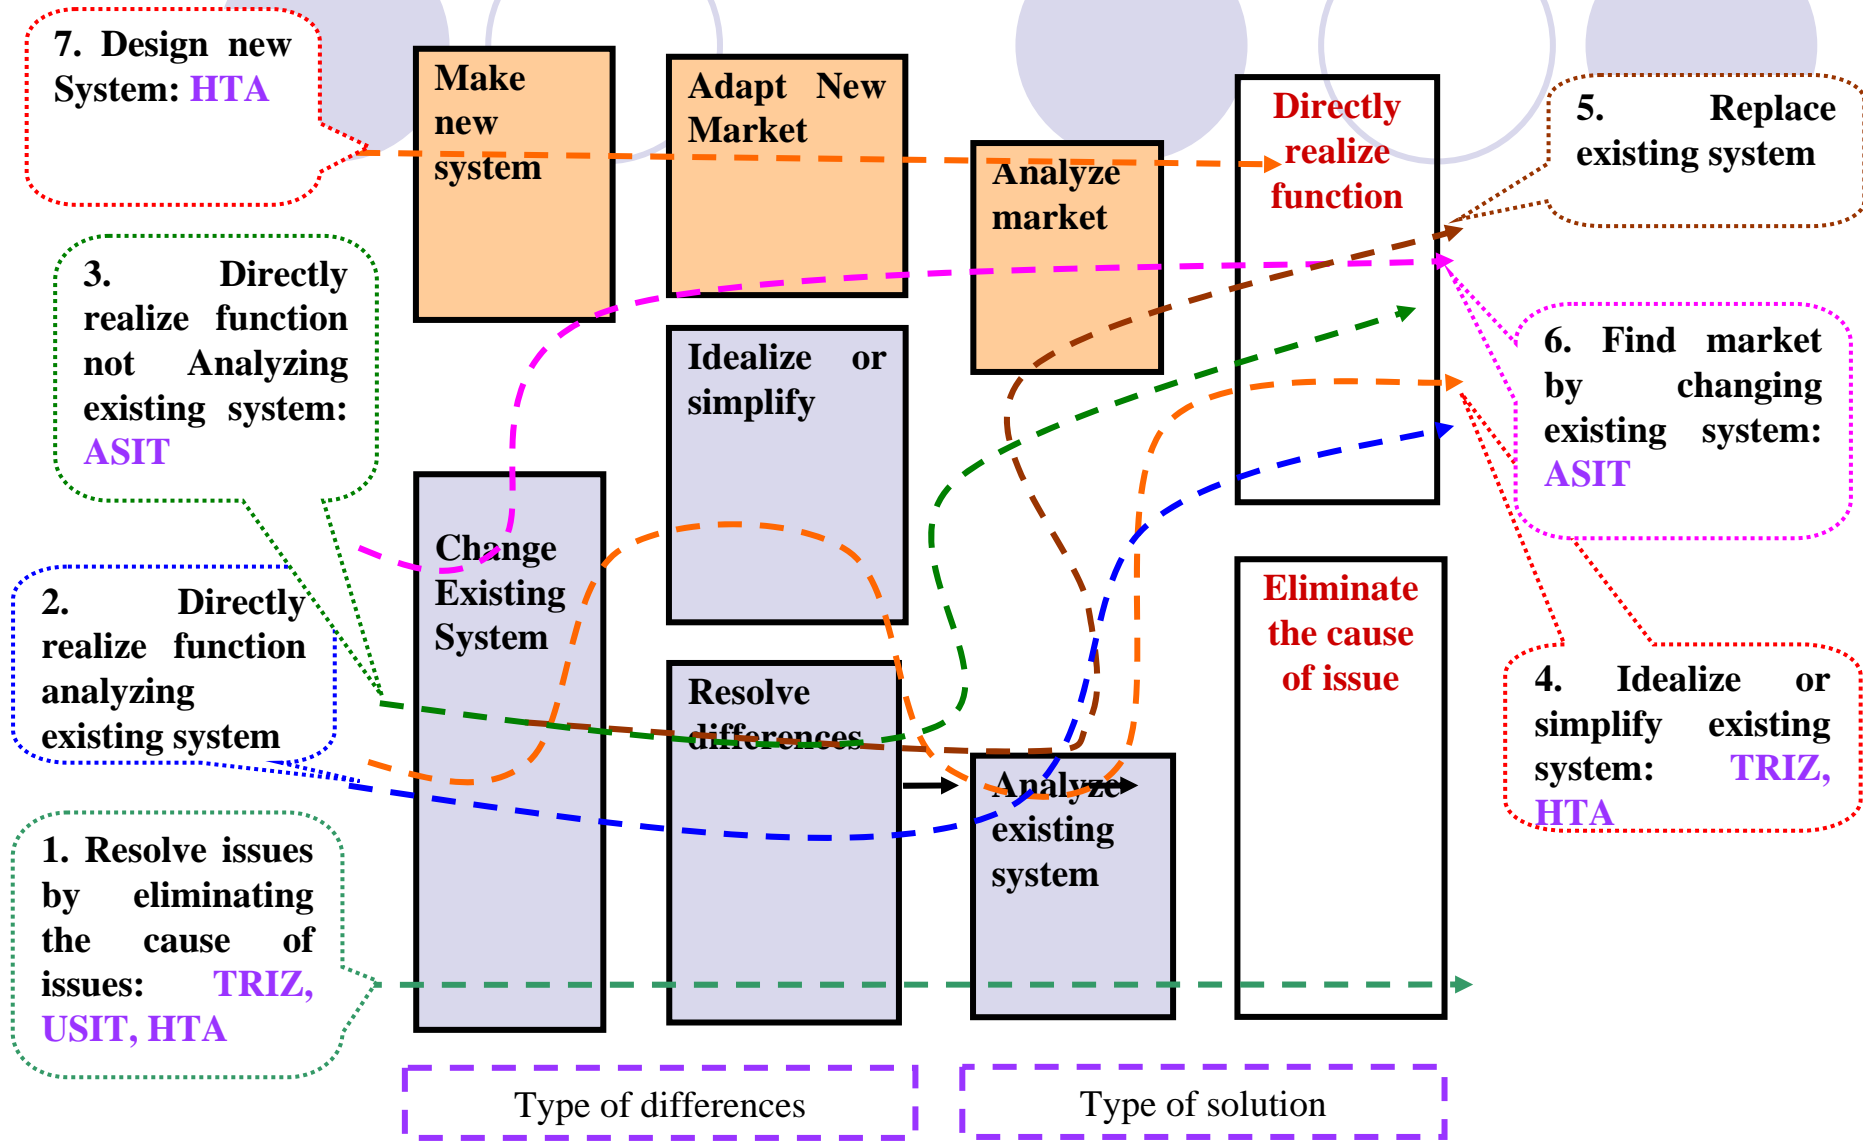 7. Design new
System: HTA
Make
new
system
Adapt New
Market
Analyze
market
Directly
realize
function
5. Replace
existing system
3. Directly
realize function
not Analyzing
existing system:
ASIT
Idealize or
simplify
6. Find market
by changing
existing system:
ASIT
Change
Existing
System
2. Directly
realize function
analyzing
existing system
Resolve
differences
Eliminate
the cause
of issue
4. Idealize or
simplify existing
system: TRIZ,
HTA
Analyze
existing
system
1. Resolve issues
by eliminating
the cause of
issues: TRIZ,
USIT, HTA
Type of differences
Type of solution